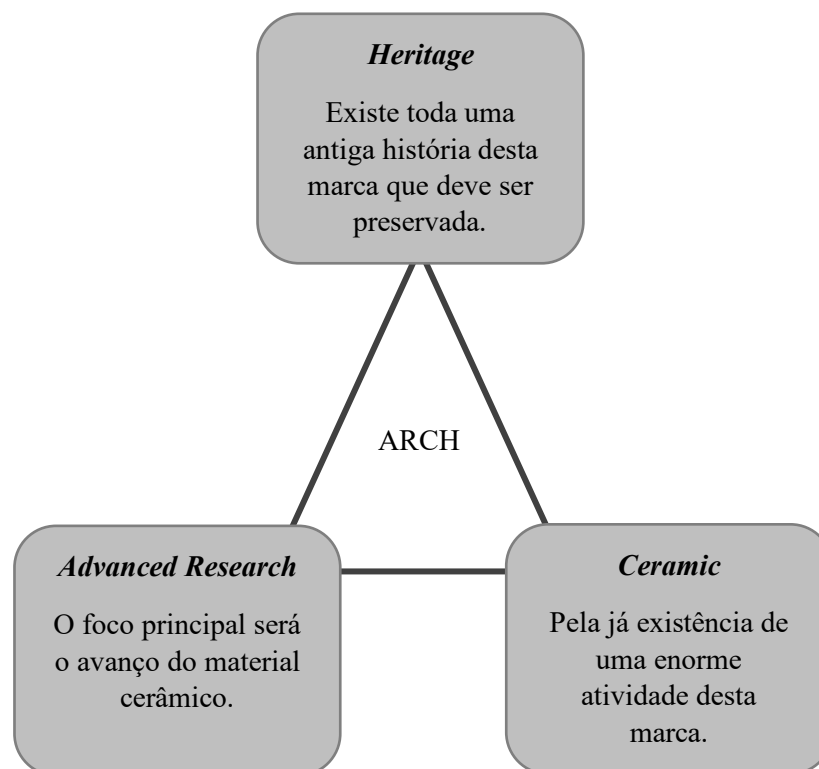 Heritage
Existe toda uma
antiga história desta
marca que deve ser
preservada.
ARCH
Advanced Research
O foco principal será
o avanço do material
cerâmico.
Ceramic
Pela já existência de
uma enorme
atividade desta
marca.